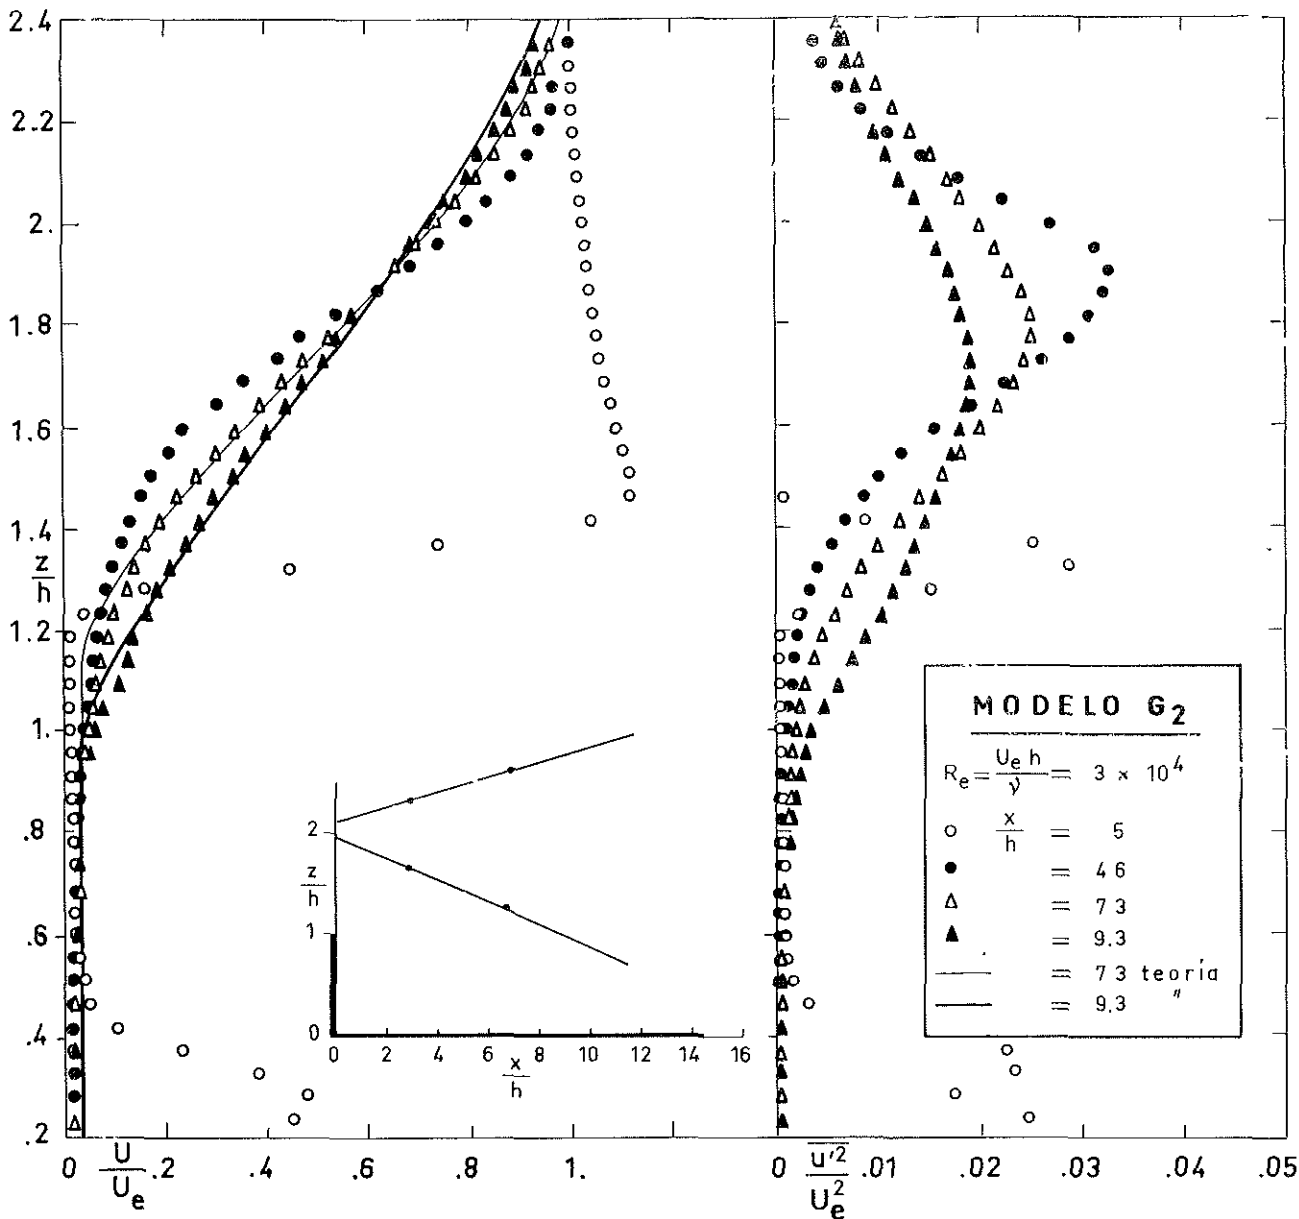 2.4
2.2
2.
1.8
1.6
1.4
z/h
1.2
1.
.8
.6
.4
.2
0 .2 .4 .6 .8 1.
U/Ue
0 .01 .02 .03 .04 .05
u'²/Ue²
2
z/h
1
0
0 2 4 6 8 10 12 14 16
x/h
MODELO G₂
Re = Ue h/ν = 3 × 10⁴
x/h = 5
= 4 6
= 7 3
= 9.3
= 7 3 teoría
= 9.3 "